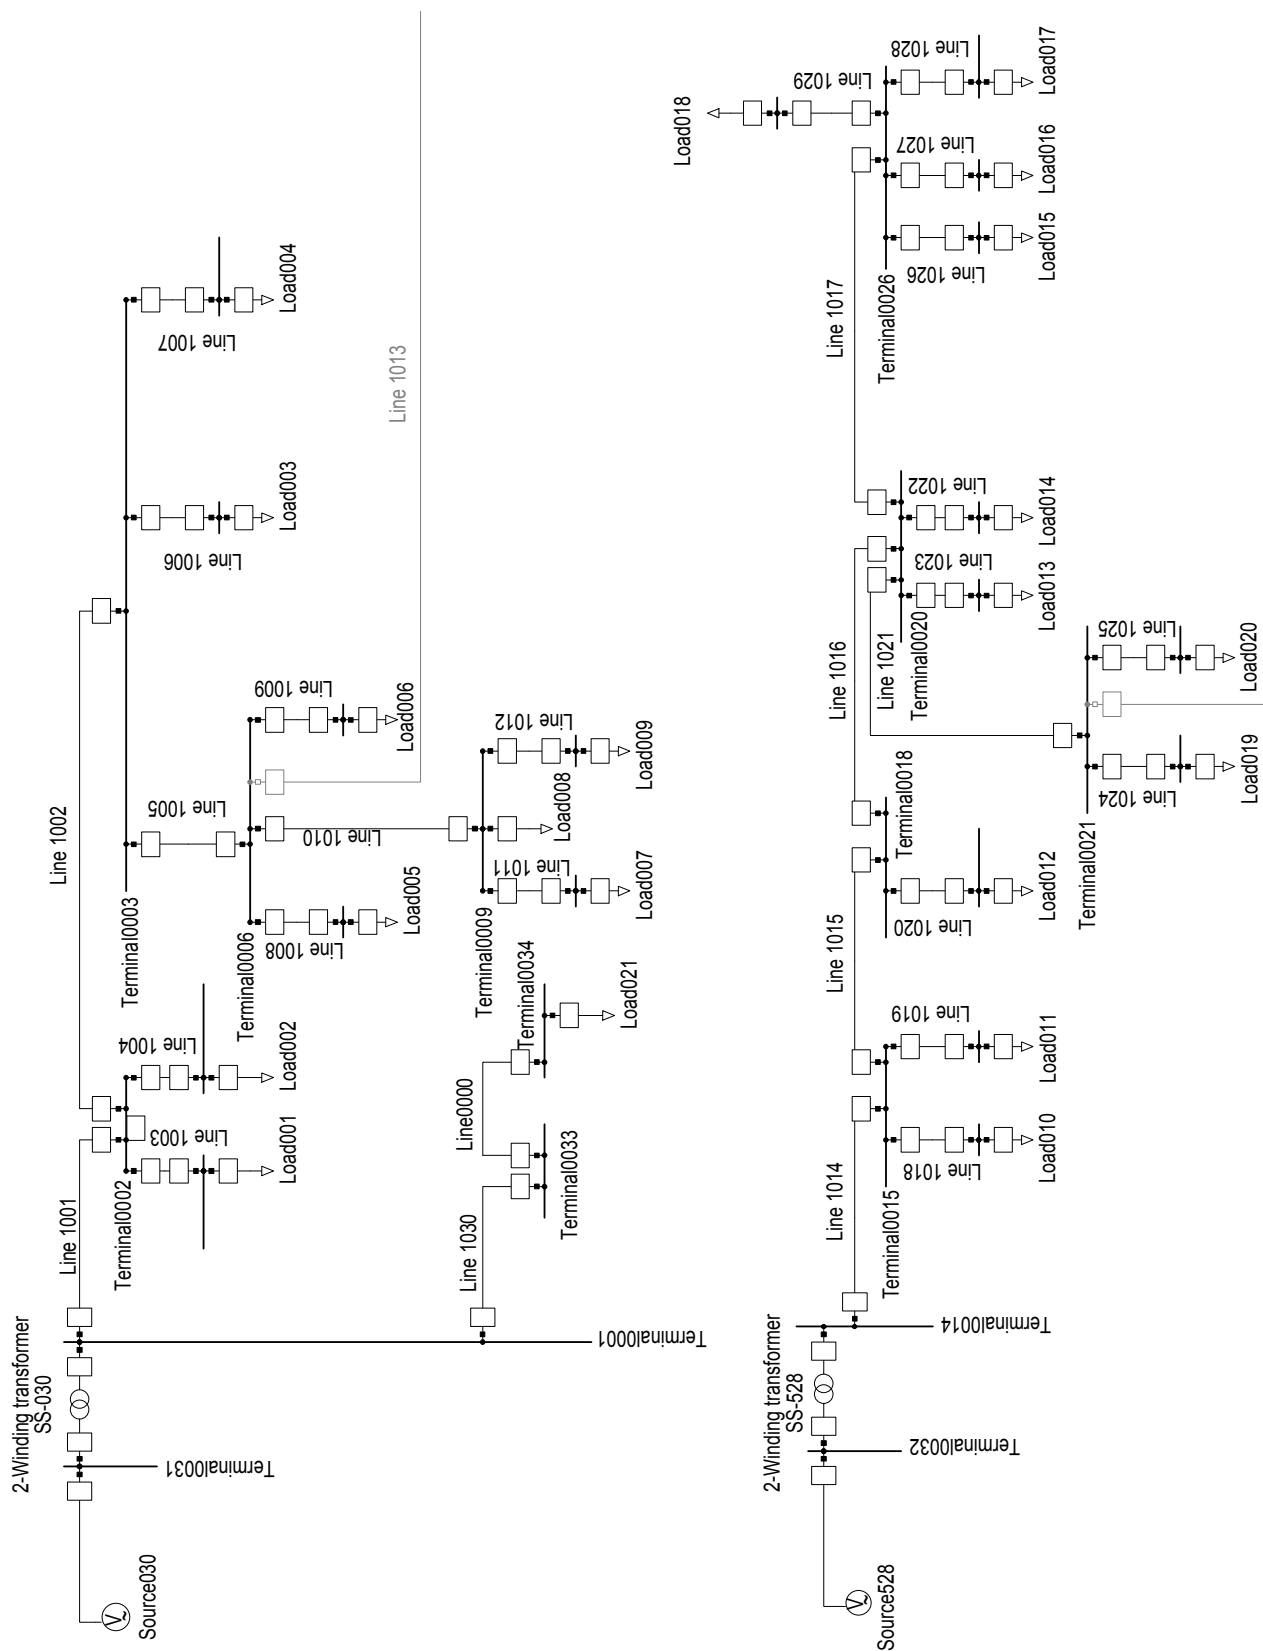 Load018
Line 1029
Line 1028
Load017
Line 1027
Load016
Load015
Line 1026
Terminal0026
Line 1017
Load004
Line 1007
Line 1013
Load003
Line 1006
Line 1022
Load014
Line 1023
Load013
Terminal0020
Line 1021
Line 1016
Line 1025
Load020
Load019
Line 1024
Terminal0021
Line 1002
Line 1005
Terminal0003
Line 1009
Load006
Line 1010
Load005
Line 1008
Terminal0006
Line 1012
Load009
Load008
Line 1011
Load007
Terminal0009
Terminal0018
Load012
Line 1020
Line 1015
Line 1004
Load002
Line 1003
Load001
Terminal0002
Line 1001
Terminal0034
Load021
Line0000
Terminal0033
Line 1030
Line 1019
Load011
Load010
Line 1018
Terminal0015
Line 1014
2-Winding transformer
SS-030
Terminal0001
Terminal0031
Source030
2-Winding transformer
SS-528
Terminal0014
Terminal0032
Source528
V~
V~